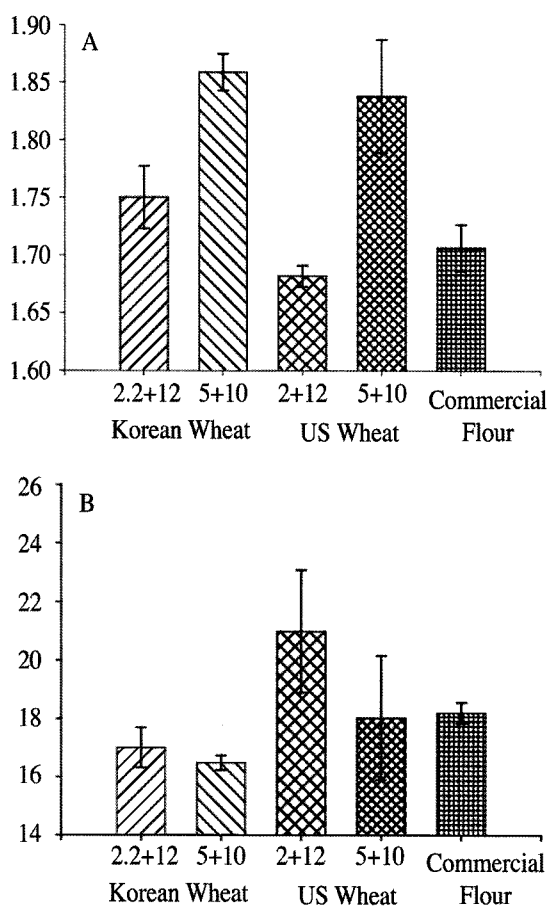 1.90
A
1.85
1.80
1.75
1.70
1.65
1.60
2.2+12 5+10 2+12 5+10 Commercial
Korean Wheat US Wheat Flour
26
B
24
22
20
18
16
14
2.2+12 5+10 2+12 5+10 Commercial
Korean Wheat US Wheat Flour